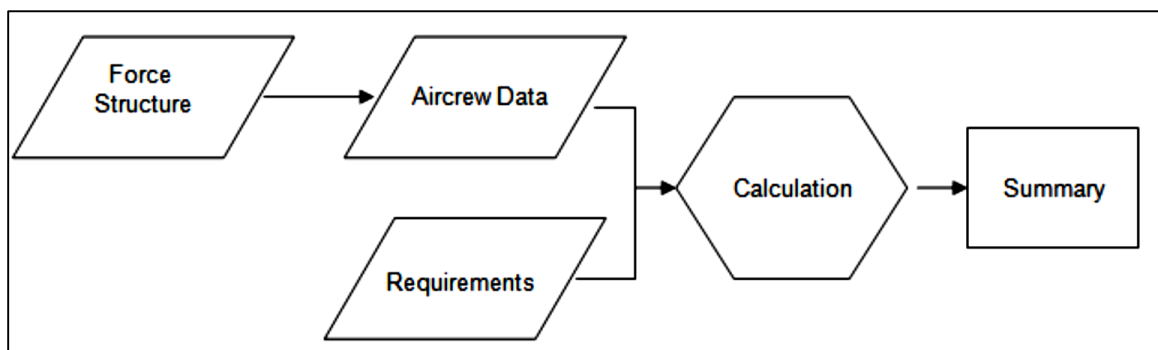 Force
Structure
Aircrew Data
Requirements
Calculation
Summary